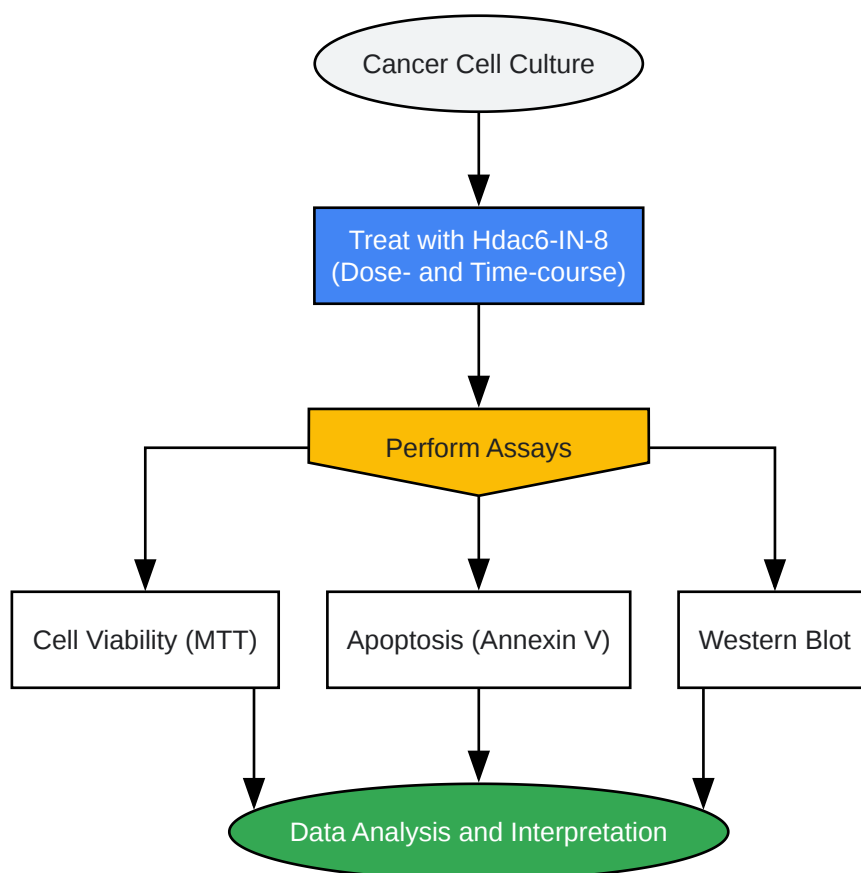 Cancer Cell Culture
Treat with Hdac6-IN-8
(Dose- and Time-course)
Perform Assays
Cell Viability (MTT)
Apoptosis (Annexin V)
Western Blot
Data Analysis and Interpretation